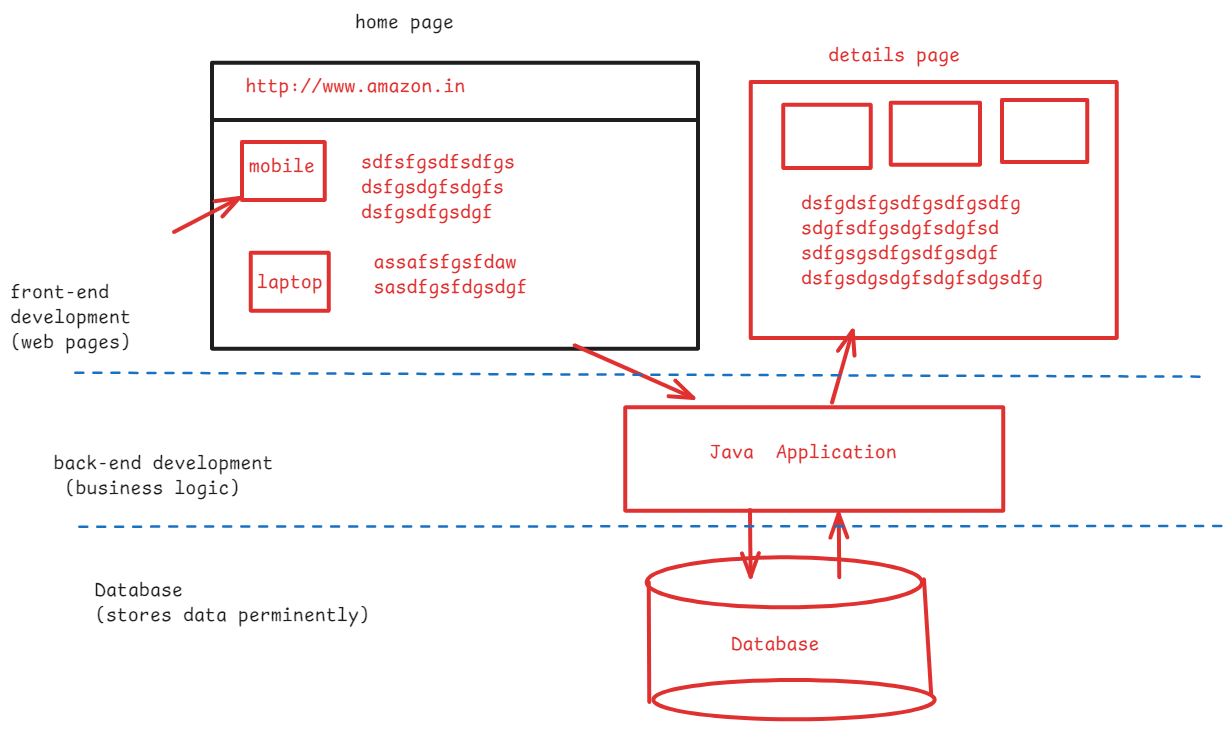 home page
details page
http://www.amazon.in
mobile
sdfsfgsdfsdfgs
dsfgsdgfsdgfs
dsfgsdfgsdgf
laptop
assafsfgsfdaw
sasdfgsfdgsdgf
dsfgdsfgsdfgsdfgsdfg
sdgfsdfgsdgfsdgfsd
sdfgsgsdfgsdfgsdgf
dsfgsdgsdgfsdgfsdgsdfg
front-end
development
(web pages)
back-end development
(business logic)
Java Application
Database
(stores data perminently)
Database